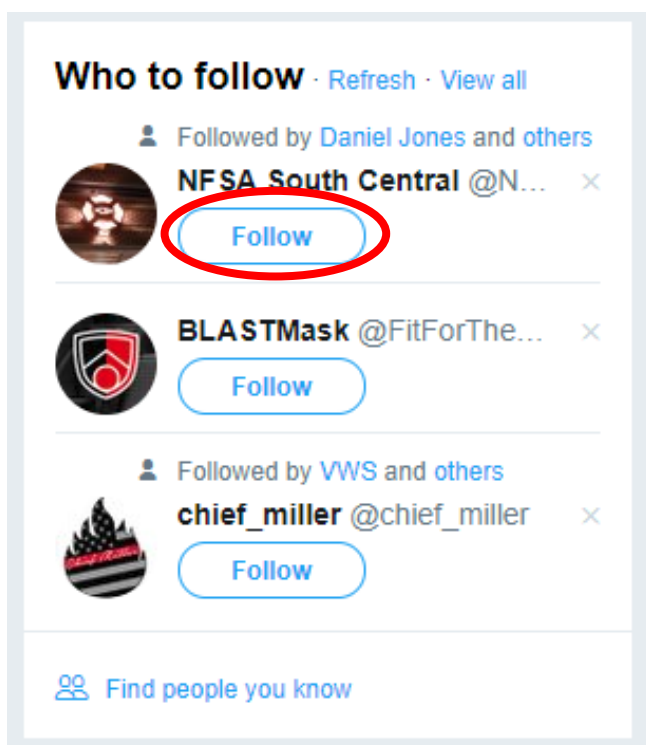 Who to follow · Refresh · View all
Followed by Daniel Jones and others
NFSA South Central @N... ×
Follow
BLASTMask @FitForThe... ×
Follow
Followed by VWS and others
chief_miller @chief_miller ×
Follow
Find people you know